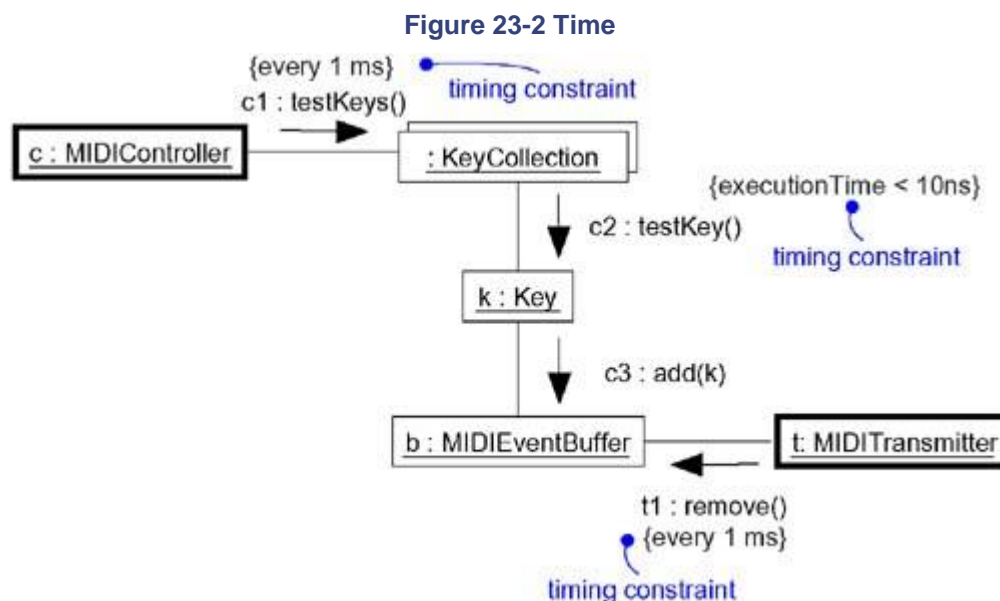 Figure 23-2 Time
{every 1 ms}
timing constraint
c1 : testKeys()
c : MIDIController
: KeyCollection
{executionTime < 10ns}
c2 : testKey()
timing constraint
k : Key
c3 : add(k)
b : MIDIEventBuffer
t: MIDITransmitter
t1 : remove()
{every 1 ms}
timing constraint